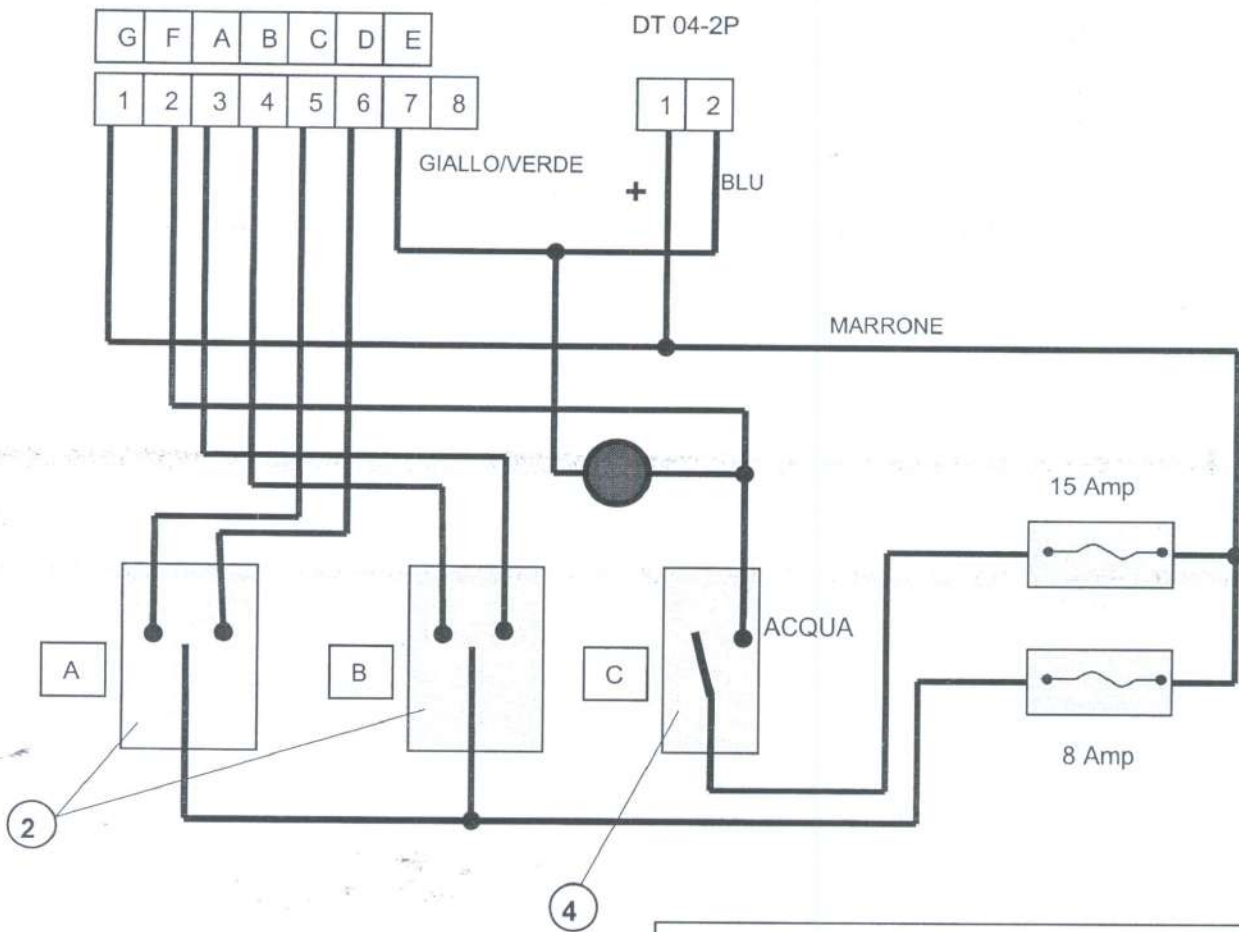 DT 04-2P
G F A B C D E
1 2 3 4 5 6 7 8
1 2
GIALLO/VERDE
+
BLU
MARRONE
15 Amp
ACQUA
A
B
C
8 Amp
2
4